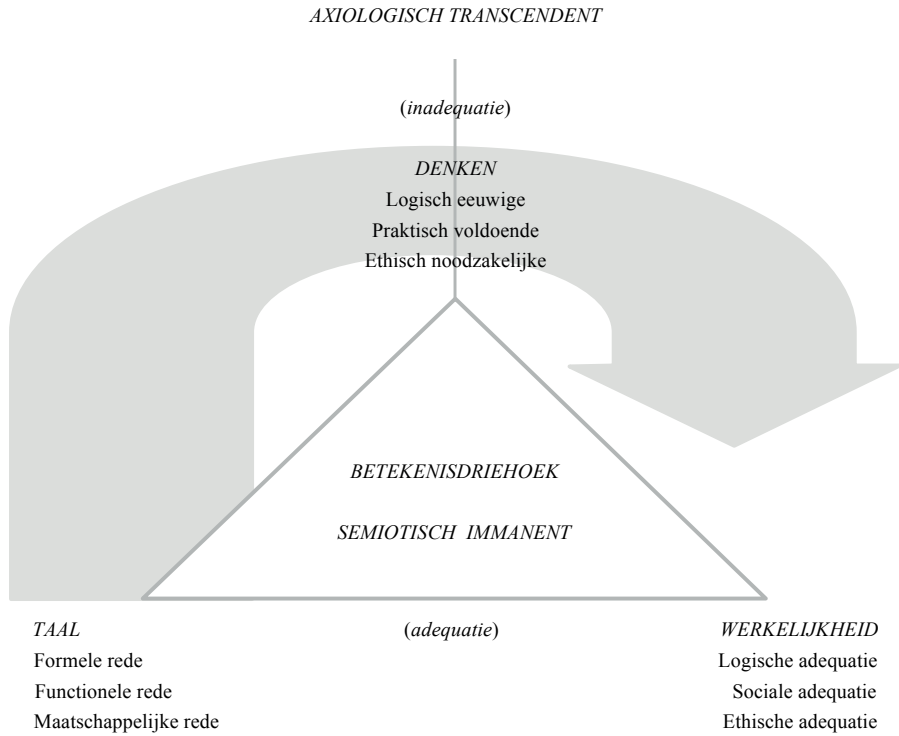 AXIOLOGISCH TRANSCENDENT
(inadequatie)
DENKEN
Logisch eeuwige
Praktisch voldoende
Ethisch noodzakelijke
BETEKENISDRIEHOEK
SEMIOTISCH IMMANENT
TAAL
Formele rede
Functionele rede
Maatschappelijke rede
(adequatie)
WERKELIJKHEID
Logische adequatie
Sociale adequatie
Ethische adequatie